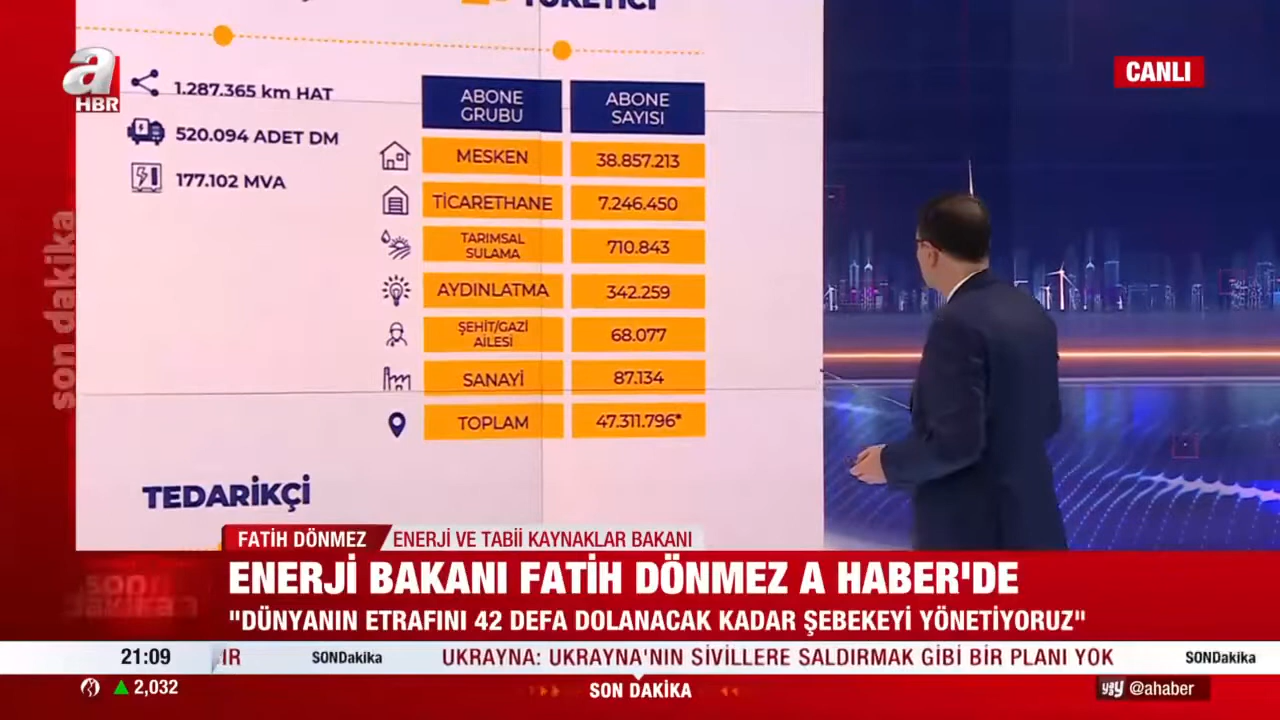 TÜKETİCİ
a
HBR
CANLI
1.287.365 km HAT
520.094 ADET DM
177.102 MVA
ABONE GRUBU
ABONE SAYISI
MESKEN
38.857.213
TİCARETHANE
7.246.450
TARIMSAL SULAMA
710.843
AYDINLATMA
342.259
ŞEHİT/GAZİ AİLESİ
68.077
SANAYİ
87.134
TOPLAM
47.311.796*
TEDARİKÇİ
son dakika
FATİH DÖNMEZ
ENERJİ VE TABİİ KAYNAKLAR BAKANI
son dakika
ENERJİ BAKANI FATİH DÖNMEZ A HABER'DE
"DÜNYANIN ETRAFINI 42 DEFA DOLANACAK KADAR ŞEBEKEYİ YÖNETİYORUZ"
21:09
IR SONDakika UKRAYNA: UKRAYNA'NIN SİVİLLERE SALDIRMAK GİBİ BİR PLANI YOK SONDakika
2,032
SON DAKİKA
@ahaber